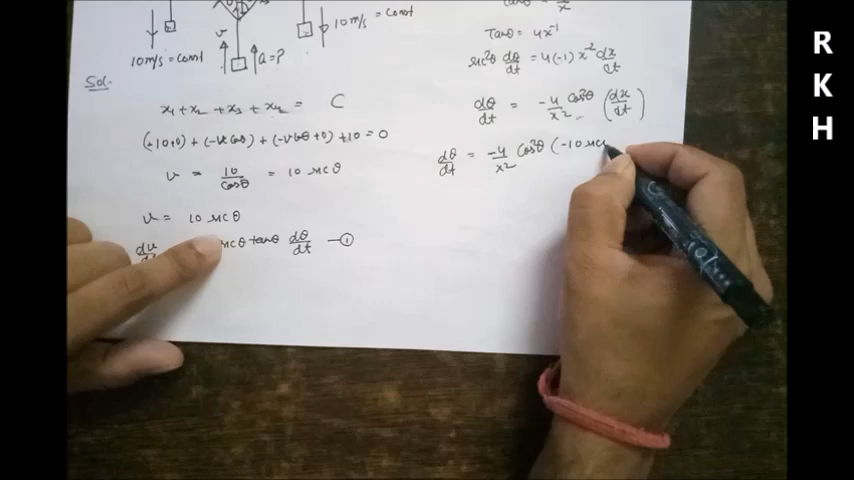 10 m/s = const
v
a = ?
10 m/s = const
Sol-
x₁ + x₂ + x₃ + x₄ = C
(+10+0) + (-v cosθ) + (-v cosθ +0) + 10 = 0
v = 10/cosθ = 10 secθ
v = 10 secθ
secθ tanθ dθ/dt —①
Tanθ = 4x⁻¹
sec²θ dθ/dt = 4(-1) x⁻² dx/dt
dθ/dt = -4/x² cos²θ (dx/dt)
dθ/dt = -4/x² cos²θ (-10 sec
R
K
H